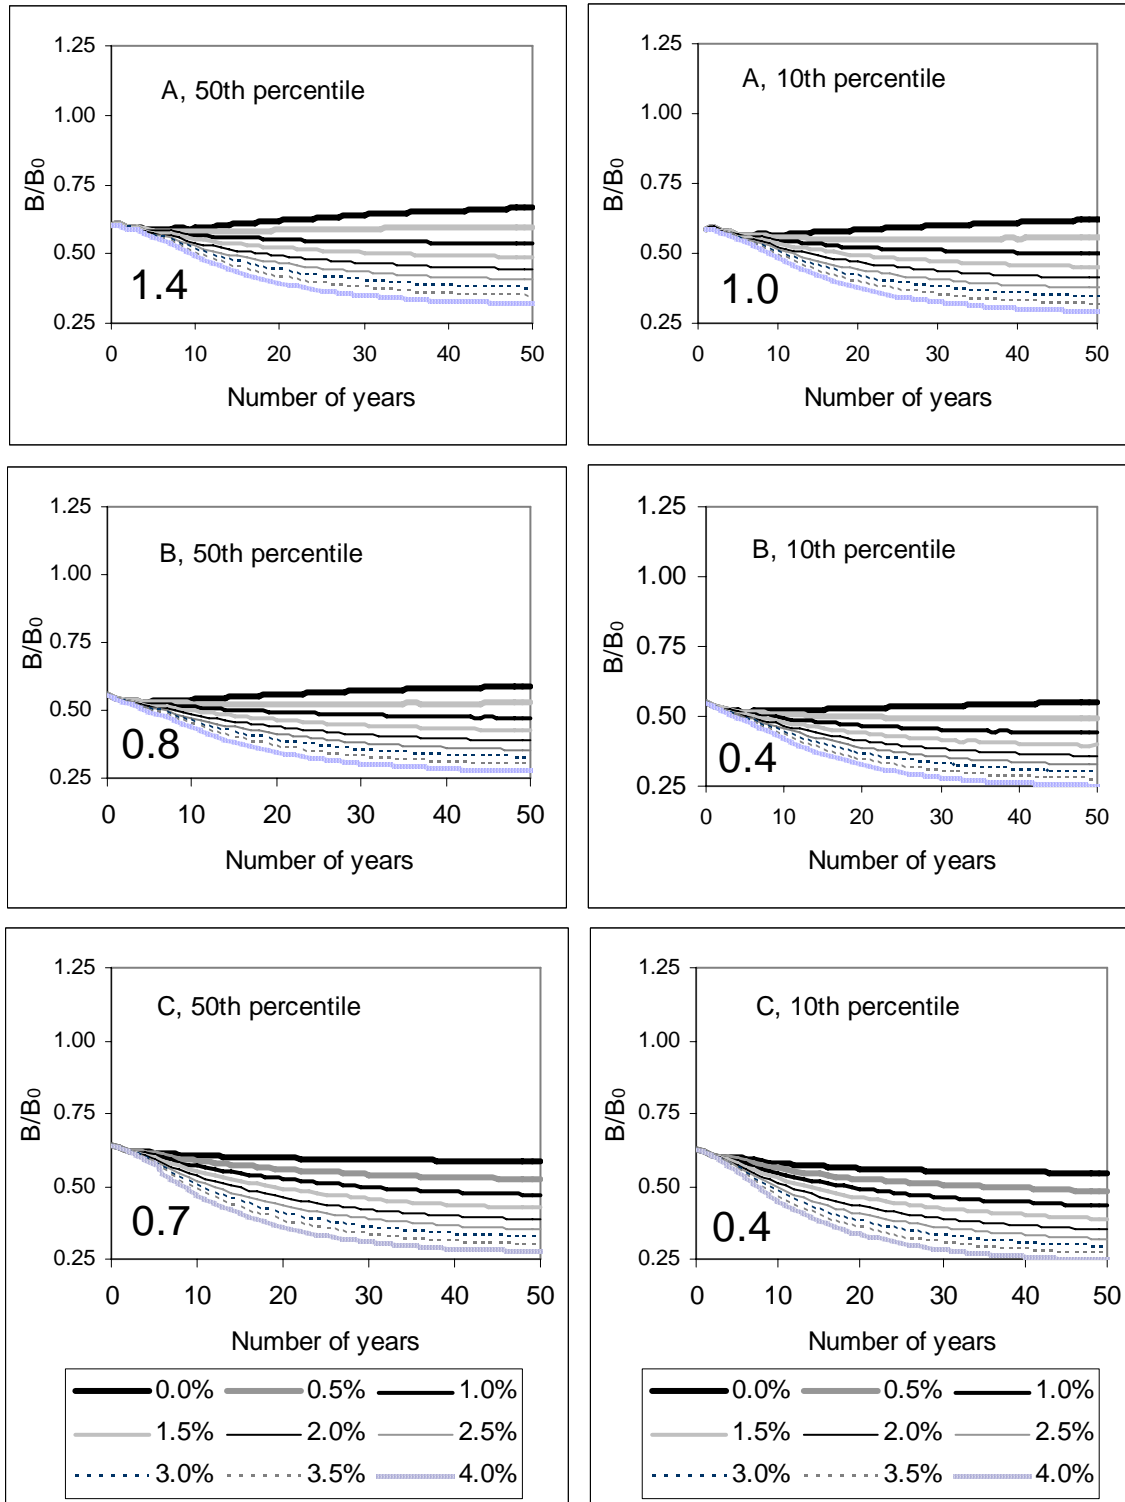 A, 50th percentile
1.25
1.00
0.75
0.50
0.25
B/B0
1.4
0 10 20 30 40 50
Number of years
A, 10th percentile
1.25
1.00
0.75
0.50
0.25
B/B0
1.0
0 10 20 30 40 50
Number of years
B, 50th percentile
1.25
1.00
0.75
0.50
0.25
B/B0
0.8
0 10 20 30 40 50
Number of years
B, 10th percentile
1.25
1.00
0.75
0.50
0.25
B/B0
0.4
0 10 20 30 40 50
Number of years
C, 50th percentile
1.25
1.00
0.75
0.50
0.25
B/B0
0.7
0 10 20 30 40 50
Number of years
0.0% 0.5% 1.0%
1.5% 2.0% 2.5%
3.0% 3.5% 4.0%
C, 10th percentile
1.25
1.00
0.75
0.50
0.25
B/B0
0.4
0 10 20 30 40 50
Number of years
0.0% 0.5% 1.0%
1.5% 2.0% 2.5%
3.0% 3.5% 4.0%